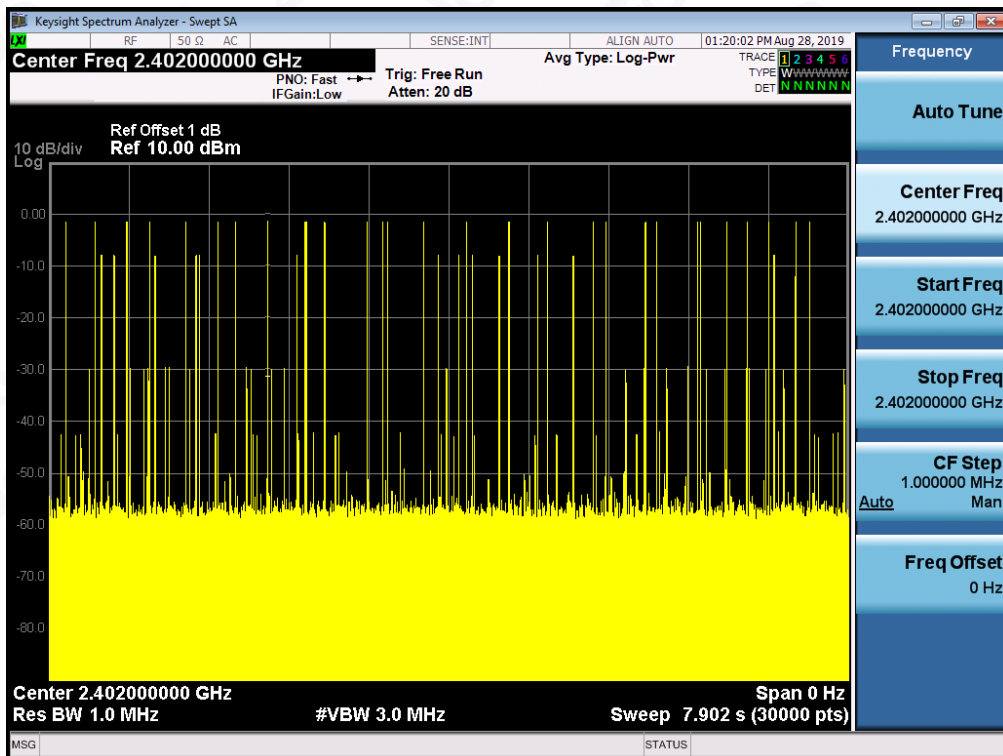 Keysight Spectrum Analyzer - Swept SA
LXI RF 50 Ω AC SENSE:INT ALIGN AUTO 01:20:02 PM Aug 28, 2019
Center Freq 2.402000000 GHz
PNO: Fast
IFGain:Low
Trig: Free Run
Atten: 20 dB
Avg Type: Log-Pwr
TRACE 1 2 3 4 5 6
TYPE W
DET N N N N N N
Ref Offset 1 dB
10 dB/div Ref 10.00 dBm
Log
0.00
-10.0
-20.0
-30.0
-40.0
-50.0
-60.0
-70.0
-80.0
Center 2.402000000 GHz Span 0 Hz
Res BW 1.0 MHz #VBW 3.0 MHz Sweep 7.902 s (30000 pts)
MSG STATUS
Frequency
Auto Tune
Center Freq
2.402000000 GHz
Start Freq
2.402000000 GHz
Stop Freq
2.402000000 GHz
CF Step
1.000000 MHz
Auto Man
Freq Offset
0 Hz